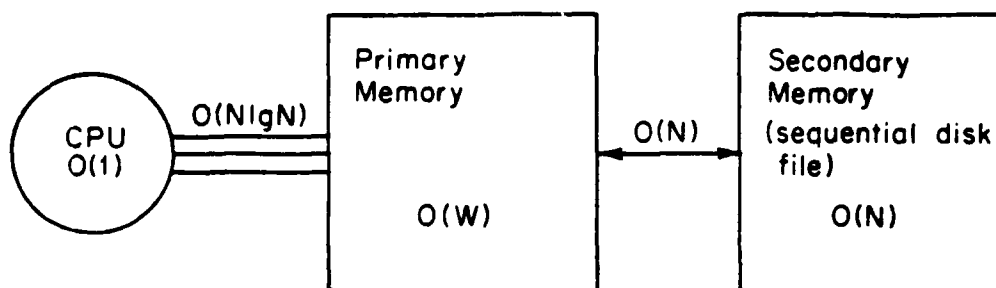 CPU
O(1)
O(NlgN)
Primary
Memory
O(W)
O(N)
Secondary
Memory
(sequential disk
file)
O(N)